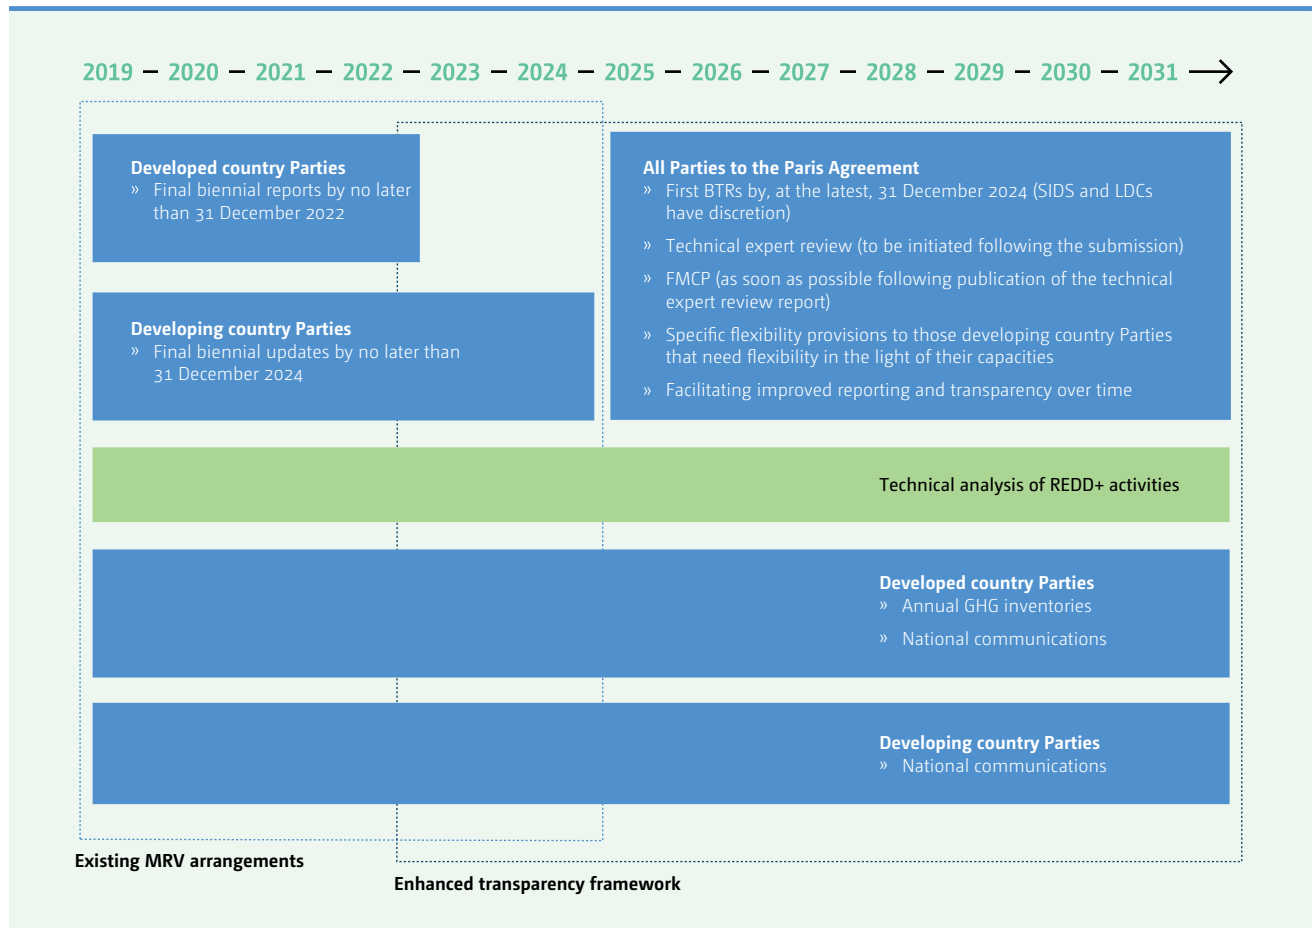 2019 – 2020 – 2021 – 2022 – 2023 – 2024 – 2025 – 2026 – 2027 – 2028 – 2029 – 2030 – 2031
Developed country Parties
» Final biennial reports by no later
than 31 December 2022
Developing country Parties
» Final biennial updates by no later than
31 December 2024
All Parties to the Paris Agreement
» First BTRs by, at the latest, 31 December 2024 (SIDS and LDCs
have discretion)
» Technical expert review (to be initiated following the submission)
» FMCP (as soon as possible following publication of the technical
expert review report)
» Specific flexibility provisions to those developing country Parties
that need flexibility in the light of their capacities
» Facilitating improved reporting and transparency over time
Technical analysis of REDD+ activities
Developed country Parties
» Annual GHG inventories
» National communications
Developing country Parties
» National communications
Existing MRV arrangements
Enhanced transparency framework